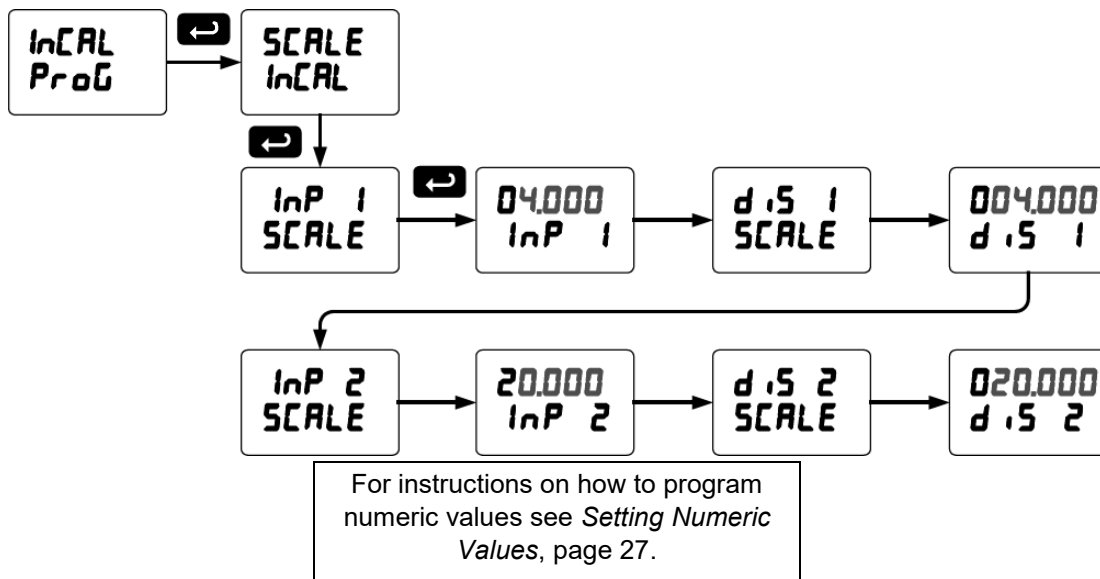 InCAL
ProG
SCALE
InCAL
InP 1
SCALE
04.000
InP 1
diS 1
SCALE
004.000
diS 1
InP 2
SCALE
20.000
InP 2
diS 2
SCALE
020.000
diS 2
For instructions on how to program
numeric values see Setting Numeric
Values, page 27.